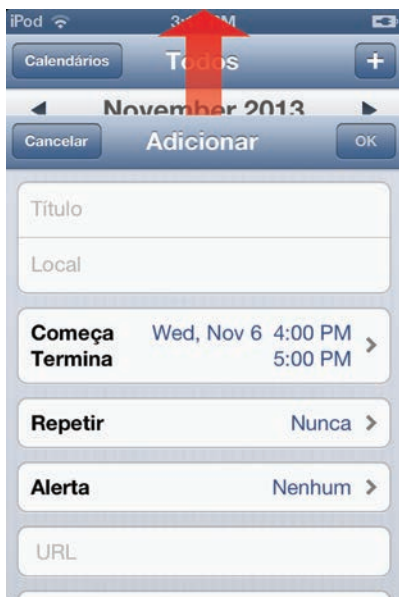 iPod
Calendários Todos +
November 2013
Cancelar Adicionar OK
Título
Local
Começa Wed, Nov 6 4:00 PM
Termina 5:00 PM
Repetir Nunca
Alerta Nenhum
URL